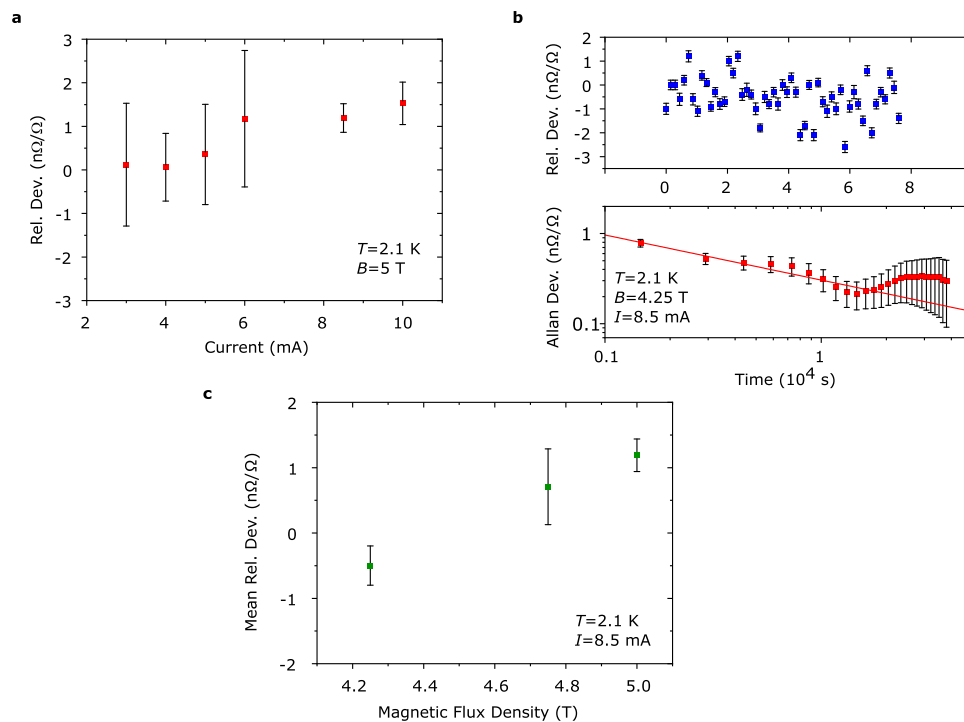 a
3
2
1
0
-1
-2
-3
2
4
6
8
10
Rel. Dev. (nΩ/Ω)
T=2.1 K
B=5 T
Current (mA)
b
2
1
0
-1
-2
-3
0
2
4
6
8
Rel. Dev. (nΩ/Ω)
1
0.1
0.1
1
Allan Dev. (nΩ/Ω)
T=2.1 K
B=4.25 T
I=8.5 mA
Time (10⁴ s)
c
2
1
0
-1
-2
4.2
4.4
4.6
4.8
5.0
Mean Rel. Dev. (nΩ/Ω)
T=2.1 K
I=8.5 mA
Magnetic Flux Density (T)